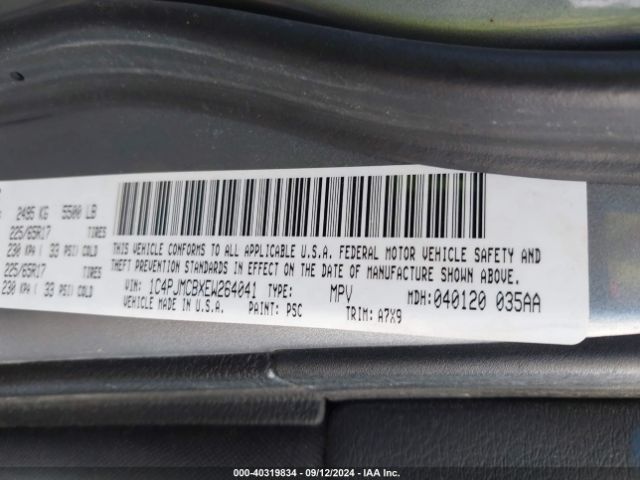 2495 KG 5500 LB
225/65R17 TIRES
230 KPA ( 33 PSI) COLD
225/65R17 TIRES
230 KPA ( 33 PSI) COLD
THIS VEHICLE CONFORMS TO ALL APPLICABLE U.S.A. FEDERAL MOTOR VEHICLE SAFETY AND
THEFT PREVENTION STANDARDS IN EFFECT ON THE DATE OF MANUFACTURE SHOWN ABOVE.
VIN: 1C4PJMCBXEW264041 TYPE: MPV MDH:040120 035AA
VEHICLE MADE IN U.S.A. PAINT: PSC TRIM: A7X9
000-40319834 - 09/12/2024 - IAA Inc.